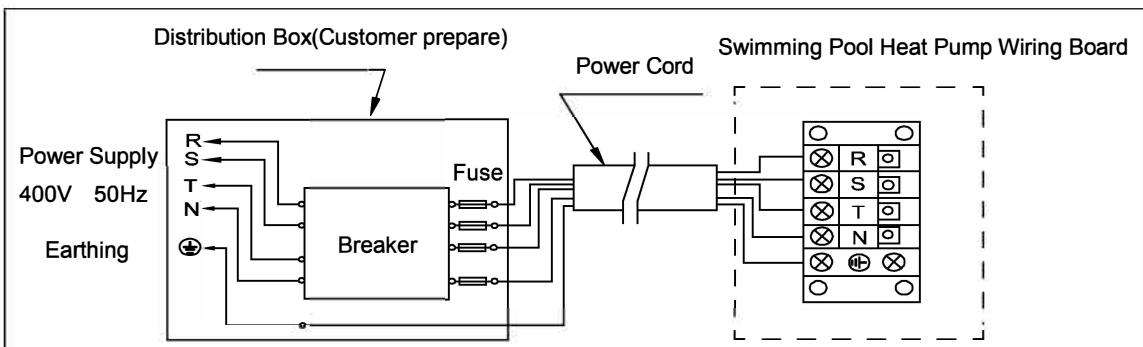 Distribution Box(Customer prepare)
Swimming Pool Heat Pump Wiring Board
Power Cord
Power Supply
400V 50Hz
Earthing
R
S
T
N
Fuse
Breaker
R
S
T
N